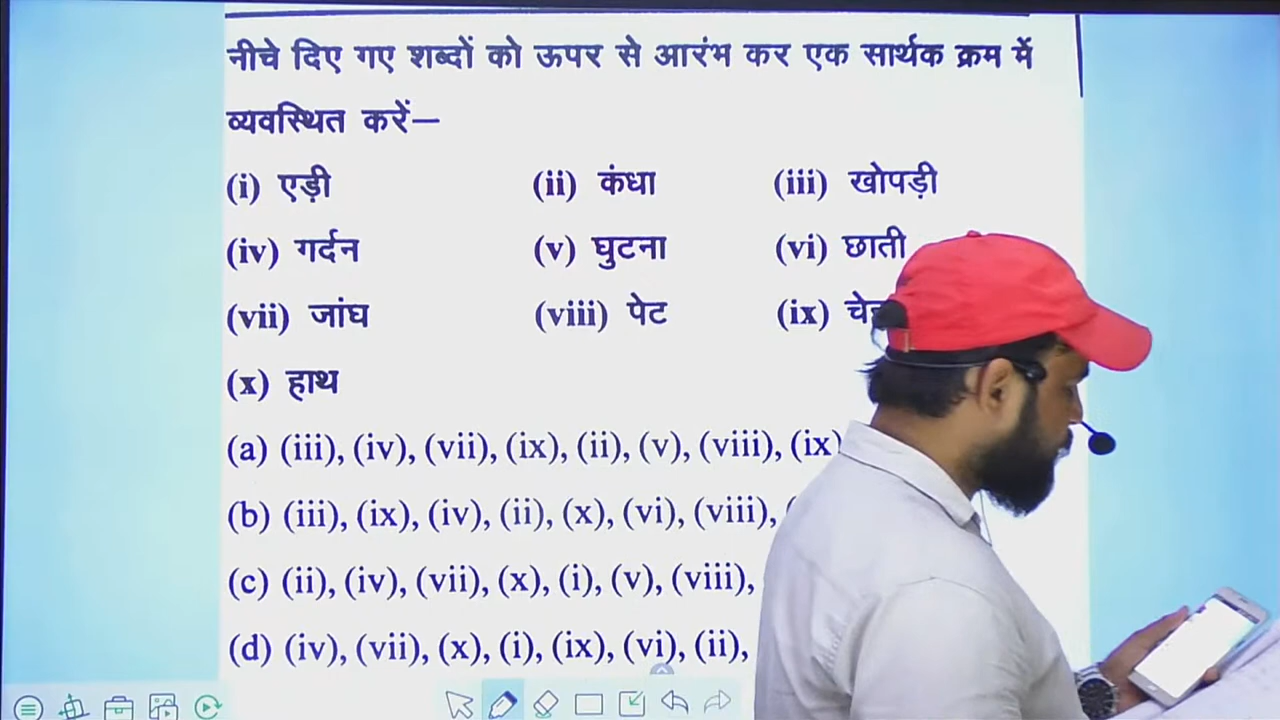 नीचे दिए गए शब्दों को ऊपर से आरंभ कर एक सार्थक क्रम में
व्यवस्थित करें—
(i) एड़ी (ii) कंधा (iii) खोपड़ी
(iv) गर्दन (v) घुटना (vi) छाती
(vii) जांघ (viii) पेट (ix)
(x) हाथ
(a) (iii), (iv), (vii), (ix), (ii), (v), (viii), (ix)
(b) (iii), (ix), (iv), (ii), (x), (vi), (viii),
(c) (ii), (iv), (vii), (x), (i), (v), (viii),
(d) (iv), (vii), (x), (i), (ix), (vi), (ii),